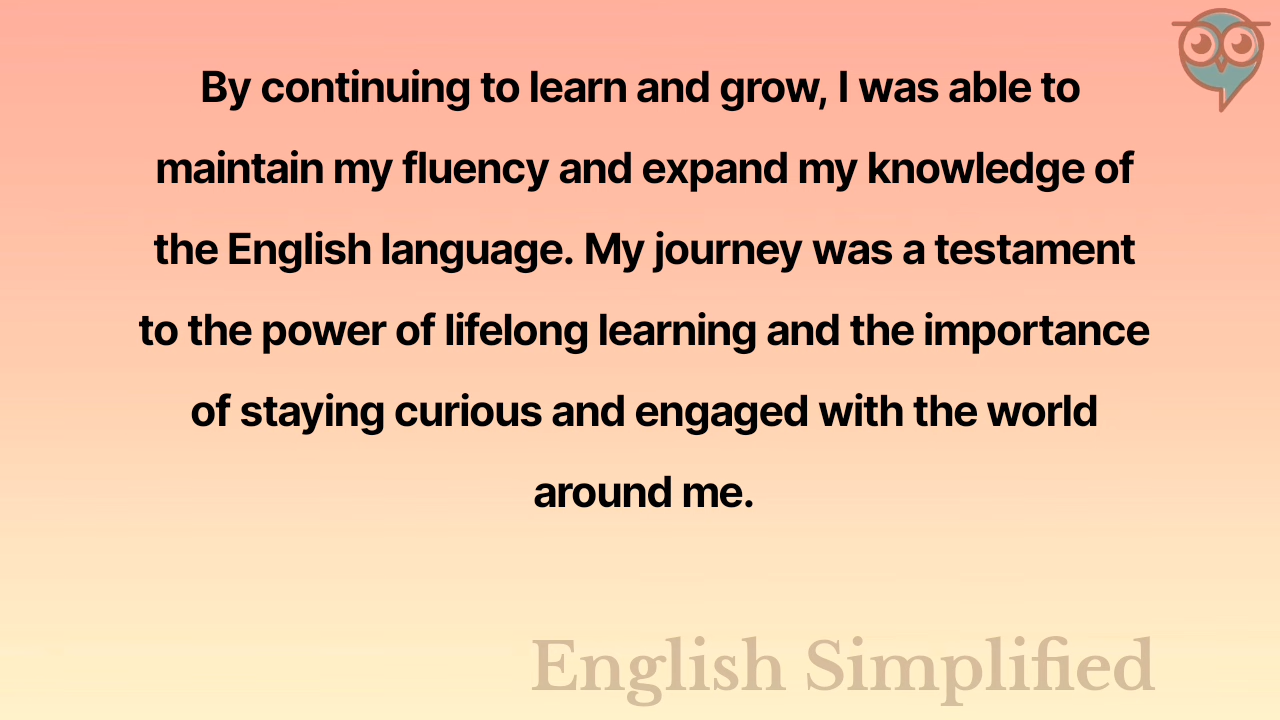 By continuing to learn and grow, I was able to
maintain my fluency and expand my knowledge of
the English language. My journey was a testament
to the power of lifelong learning and the importance
of staying curious and engaged with the world
around me.
English Simplified